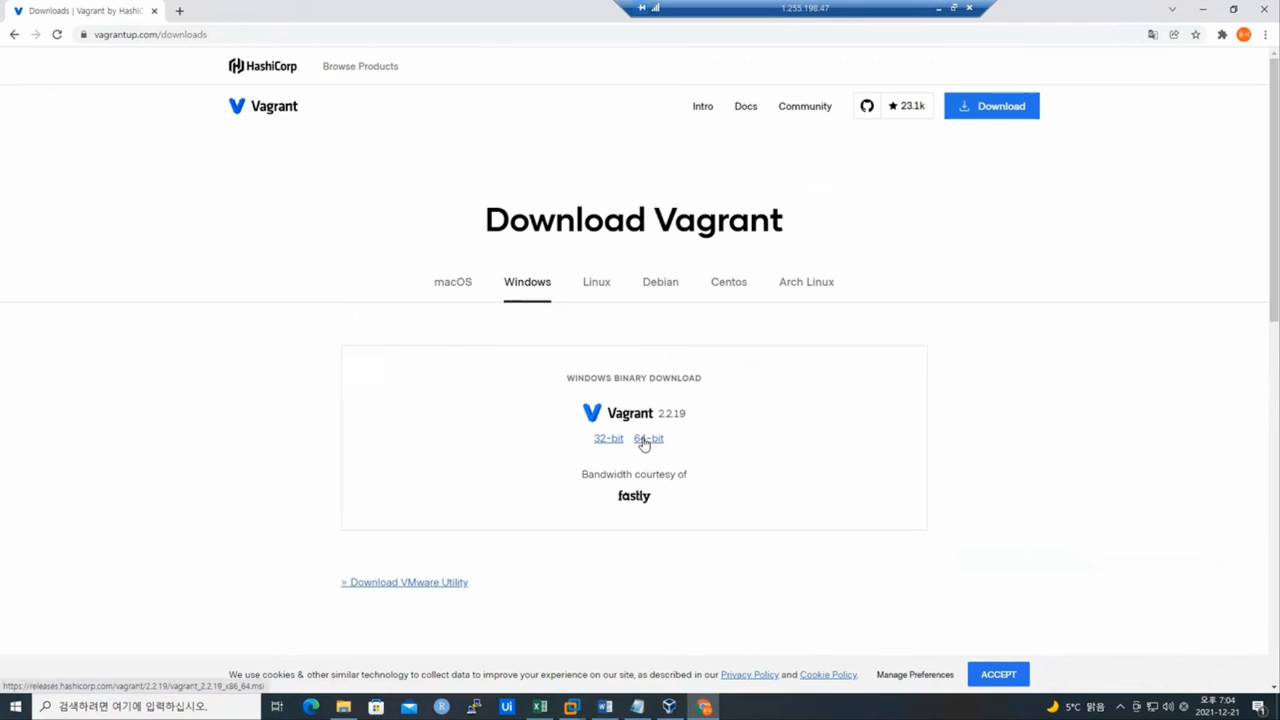 Downloads | Vagrant by HashiC
1.255.198.47
vagrantup.com/downloads
HashiCorp
Browse Products
Vagrant
Intro
Docs
Community
23.1k
Download
Download Vagrant
macOS
Windows
Linux
Debian
Centos
Arch Linux
WINDOWS BINARY DOWNLOAD
Vagrant 2.2.19
32-bit 64-bit
Bandwidth courtesy of
fastly
» Download VMware Utility
We use cookies & other similar technology to collect data to improve your experience on our site, as described in our Privacy Policy and Cookie Policy.
Manage Preferences
ACCEPT
https://releases.hashicorp.com/vagrant/2.2.19/vagrant_2.2.19_x86_64.msi
검색하려면 여기에 입력하십시오.
Ui
5°C 맑음
오후 7:04
2021-12-21